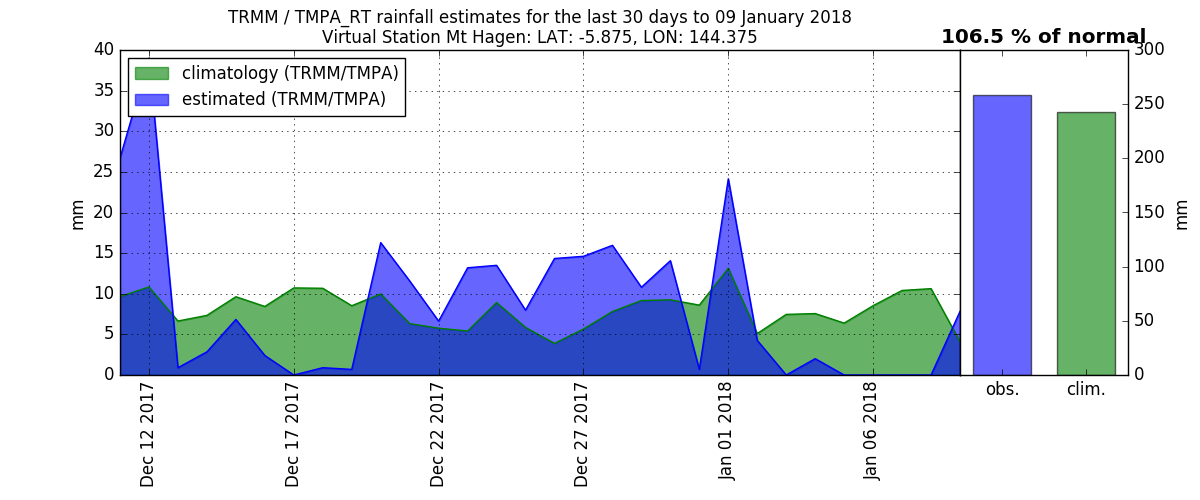 TRMM / TMPA_RT rainfall estimates for the last 30 days to 09 January 2018
Virtual Station Mt Hagen: LAT: -5.875, LON: 144.375
106.5 % of normal
climatology (TRMM/TMPA)
estimated (TRMM/TMPA)
40
35
30
25
20
15
10
5
0
mm
300
250
200
150
100
50
0
mm
Dec 12 2017
Dec 17 2017
Dec 22 2017
Dec 27 2017
Jan 01 2018
Jan 06 2018
obs.
clim.